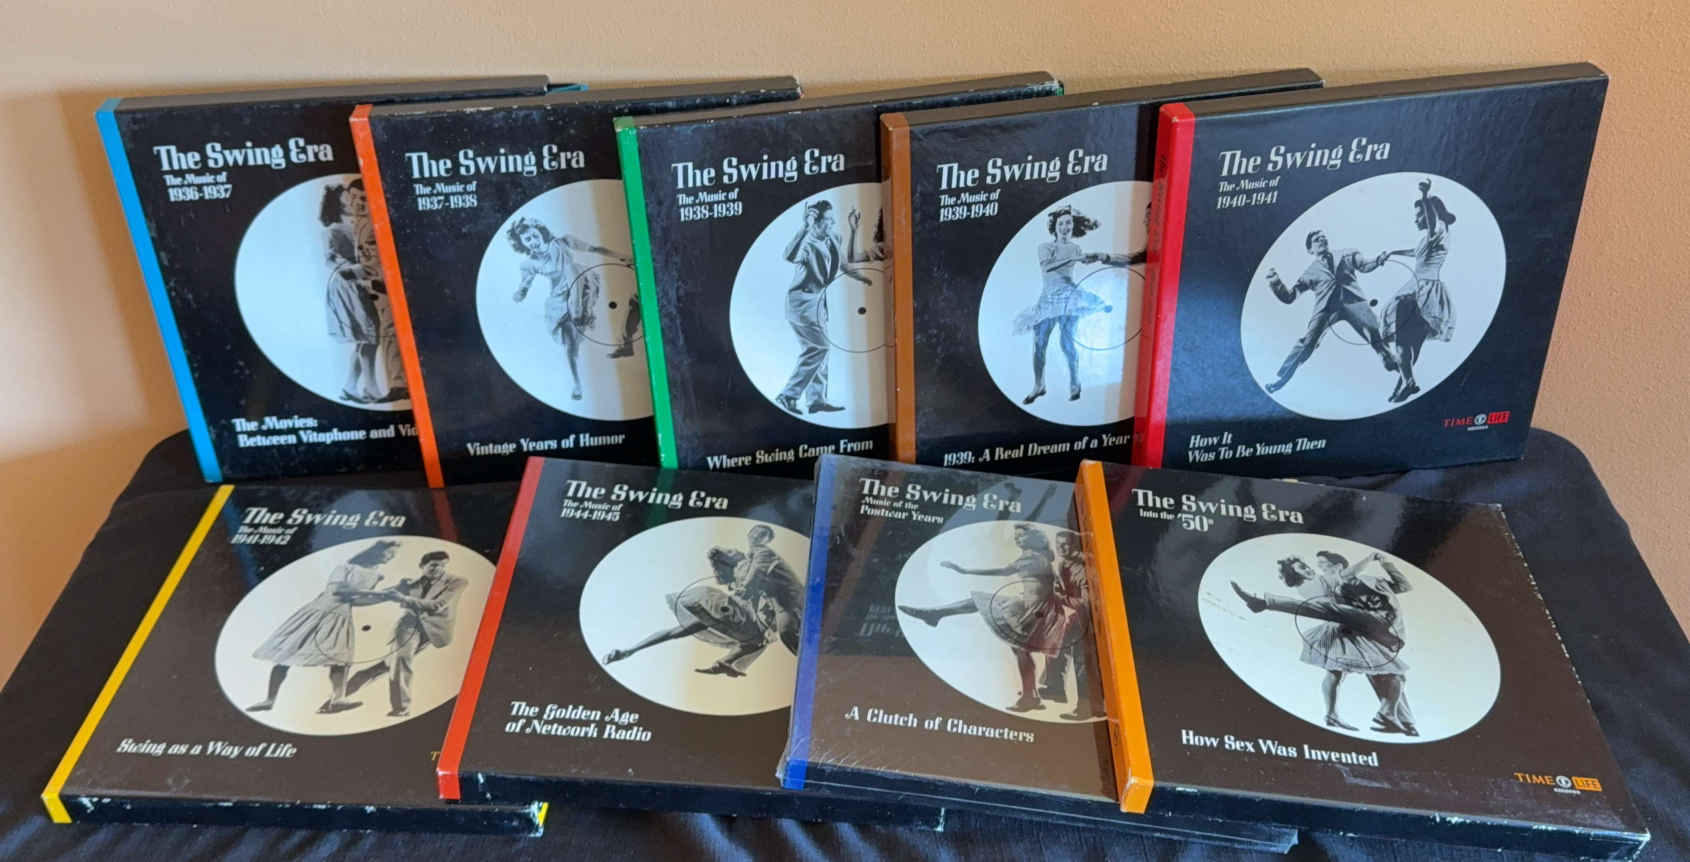 The Swing Era
The Music of
1936-1937
The Movies:
Between Vitaphone and
The Swing Era
The Music of
1937-1938
Vintage Years of Humor
The Swing Era
The Music of
1938-1939
Where Swing Came From
The Swing Era
The Music of
1939-1940
1939: A Real Dream of a Year
The Swing Era
The Music of
1940-1941
How It
Was To Be Young Then
TIME LIFE
RECORDS
The Swing Era
The Music of
1941-1942
Swing as a Way of Life
The Swing Era
The Music of
1944-1945
The Golden Age
of Network Radio
The Swing Era
Music of the
Postwar Years
A Clutch of Characters
The Swing Era
Into the '50s
How Sex Was Invented
TIME LIFE
RECORDS